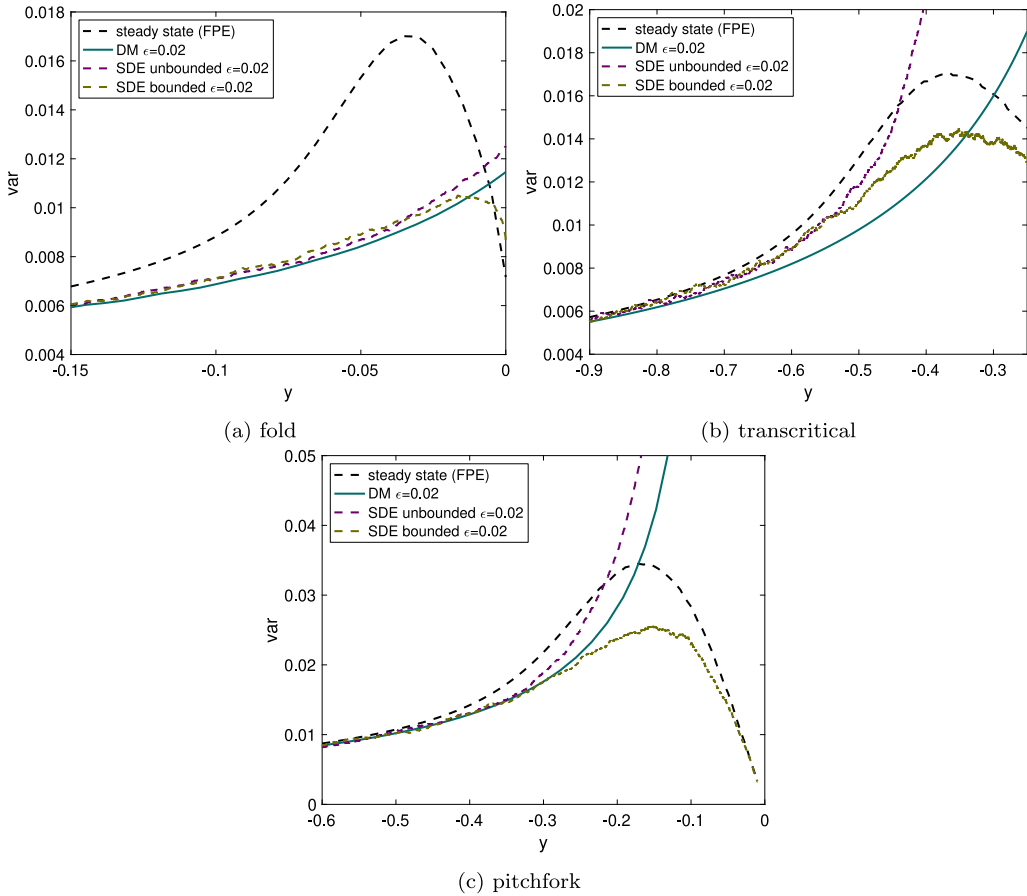 0.018
0.016
0.014
0.012
0.01
0.008
0.006
0.004
var
steady state (FPE)
DM ϵ=0.02
SDE unbounded ϵ=0.02
SDE bounded ϵ=0.02
-0.15 -0.1 -0.05 0
y
(a) fold
0.02
0.018
0.016
0.014
0.012
0.01
0.008
0.006
0.004
var
steady state (FPE)
DM ϵ=0.02
SDE unbounded ϵ=0.02
SDE bounded ϵ=0.02
-0.9 -0.8 -0.7 -0.6 -0.5 -0.4 -0.3
y
(b) transcritical
0.05
0.04
0.03
0.02
0.01
0
var
steady state (FPE)
DM ϵ=0.02
SDE unbounded ϵ=0.02
SDE bounded ϵ=0.02
-0.6 -0.5 -0.4 -0.3 -0.2 -0.1 0
y
(c) pitchfork